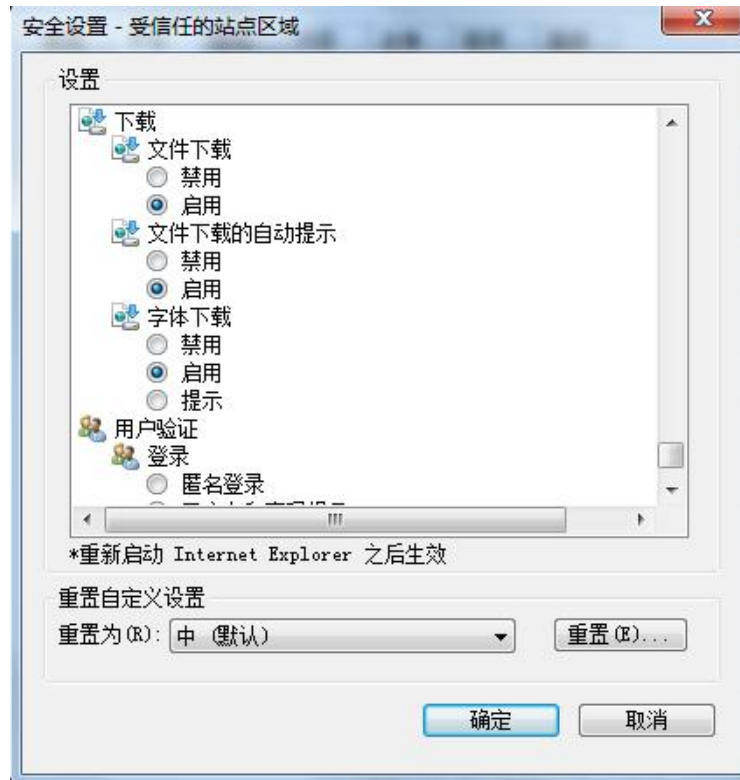 安全设置 - 受信任的站点区域
设置
下载
文件下载
禁用
启用
文件下载的自动提示
禁用
启用
字体下载
禁用
启用
提示
用户验证
登录
匿名登录
*重新启动 Internet Explorer 之后生效
重置自定义设置
重置为(R): 中 (默认) 重置(E)...
确定 取消